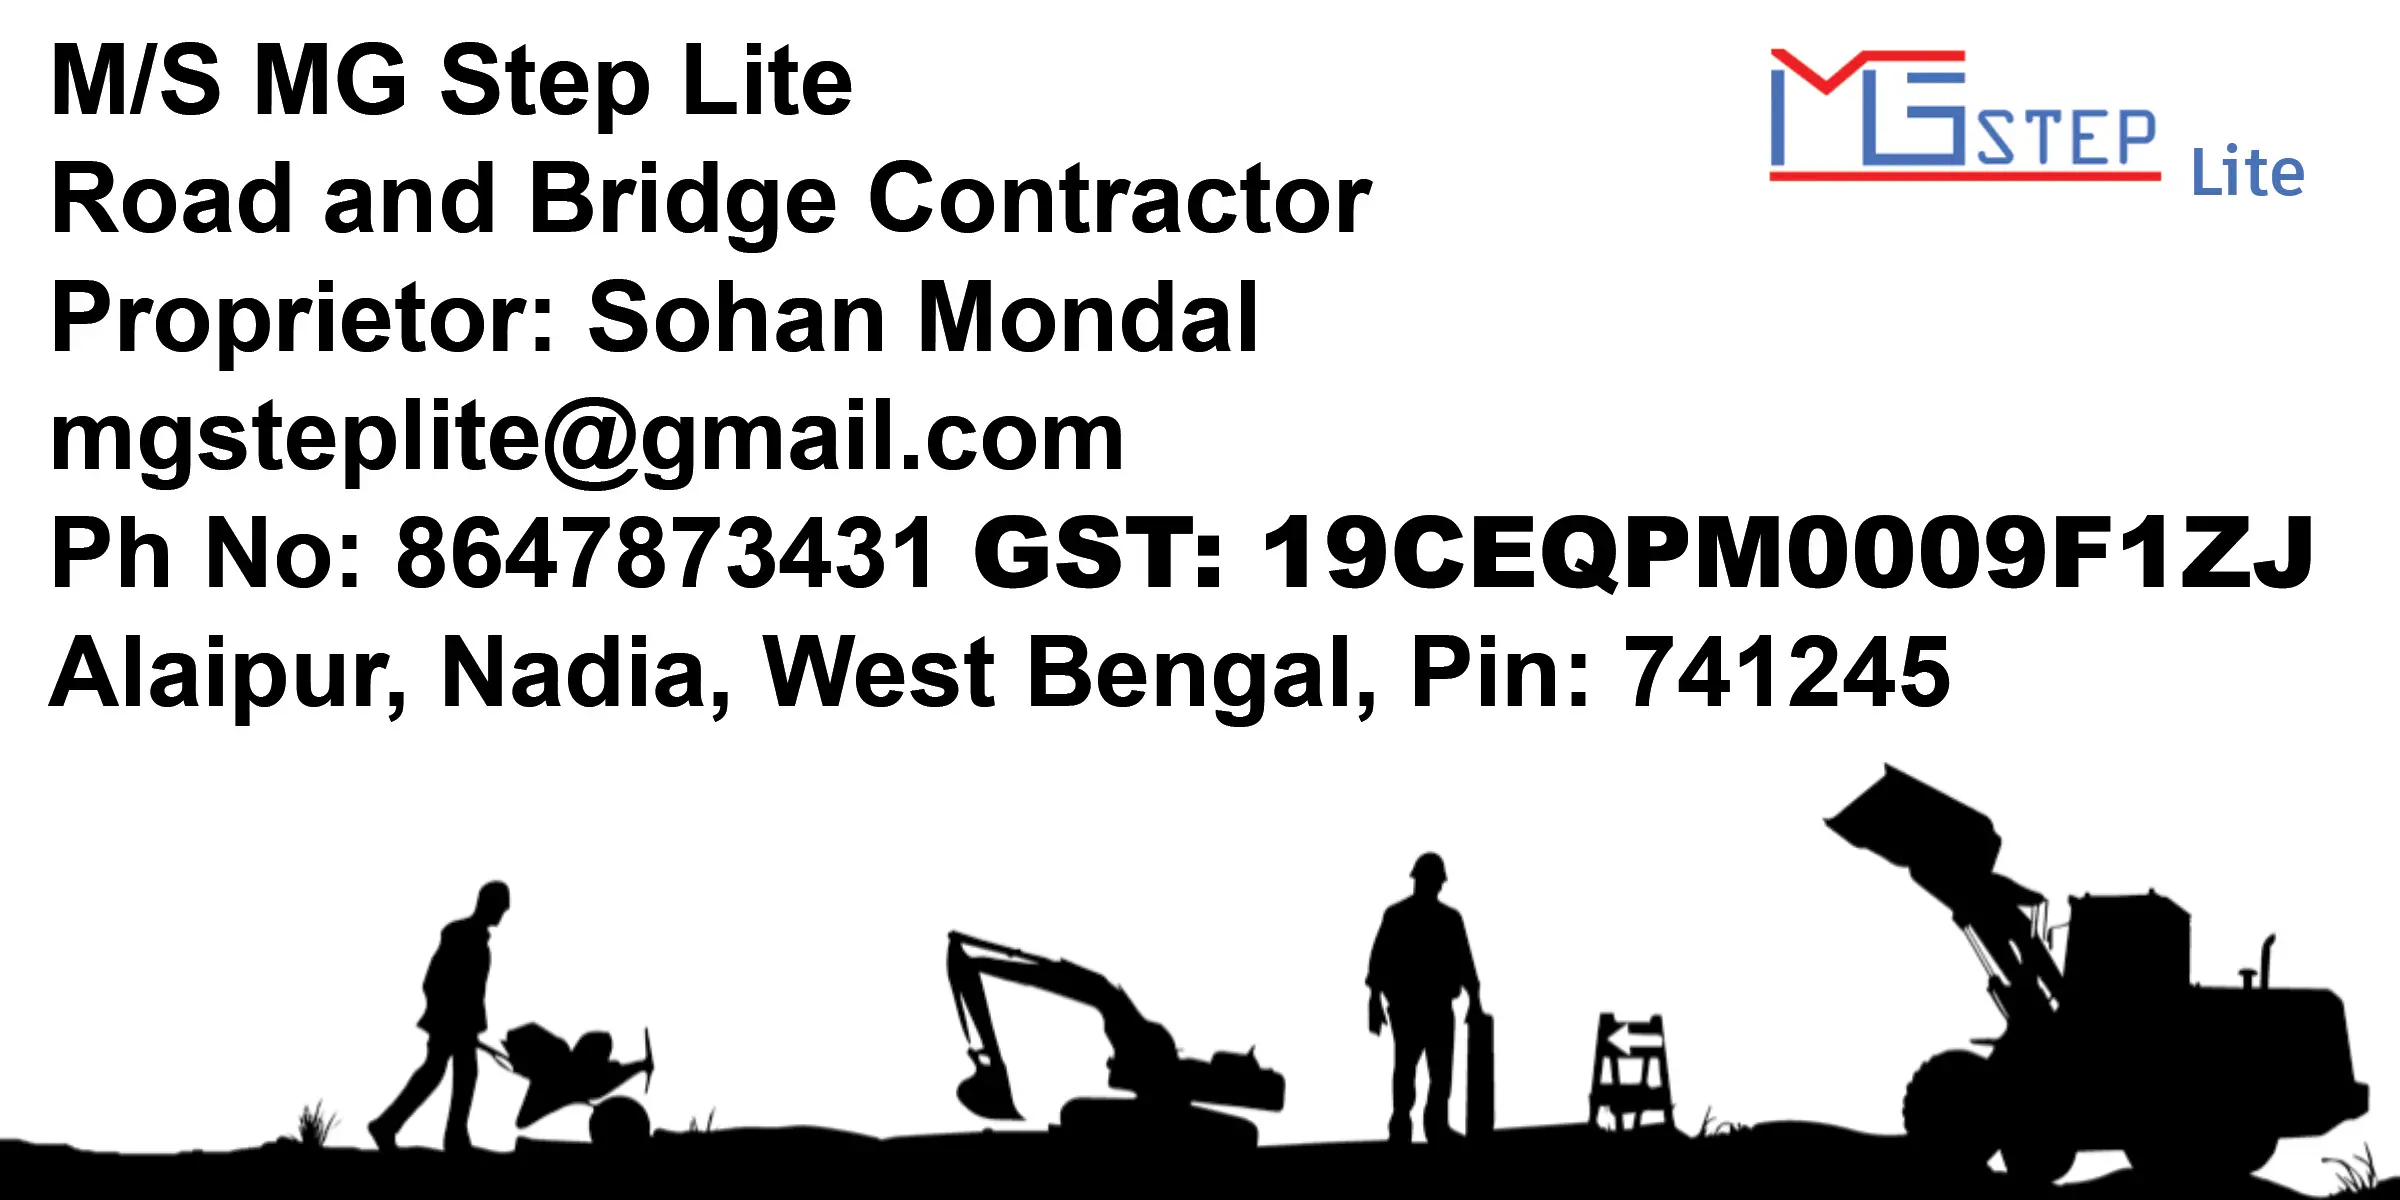 M/S MG Step Lite
MG STEP Lite
Road and Bridge Contractor
Proprietor: Sohan Mondal
mgsteplite@gmail.com
Ph No: 8647873431 GST: 19CEQPM0009F1ZJ
Alaipur, Nadia, West Bengal, Pin: 741245